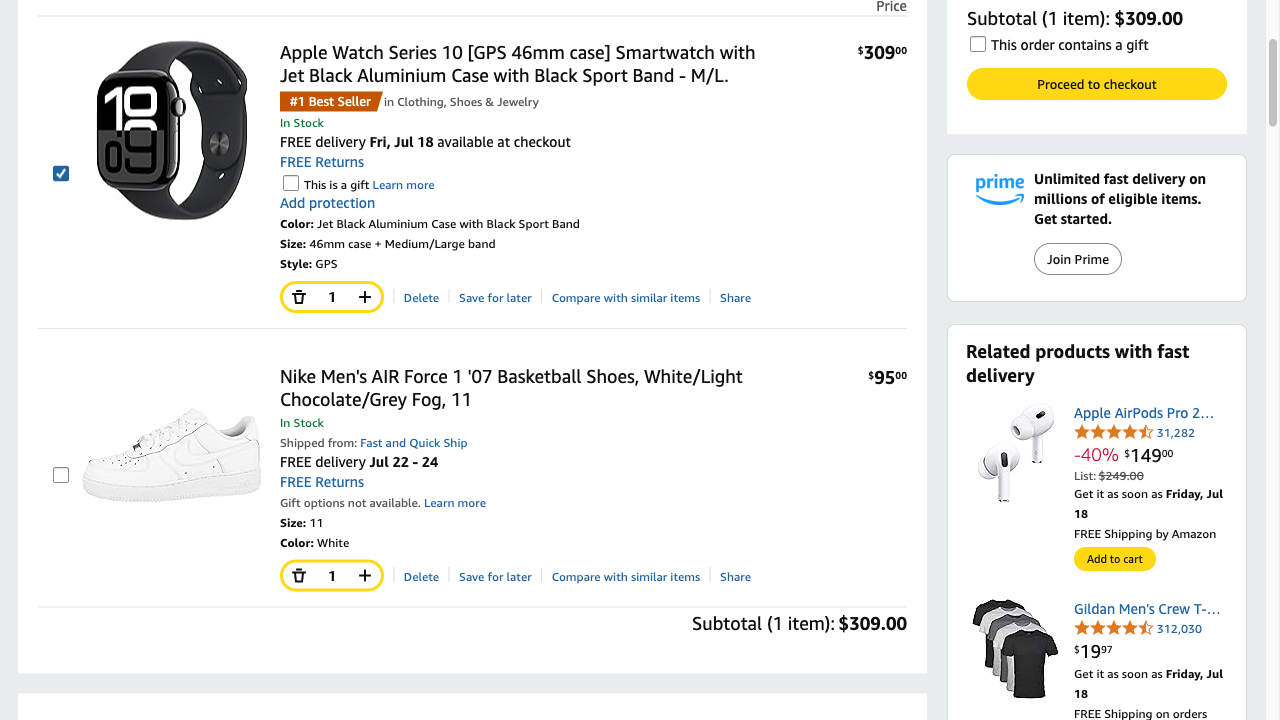 Price
Apple Watch Series 10 [GPS 46mm case] Smartwatch with
Jet Black Aluminium Case with Black Sport Band - M/L.
$309.00
#1 Best Seller in Clothing, Shoes & Jewelry
In Stock
FREE delivery Fri, Jul 18 available at checkout
FREE Returns
This is a gift Learn more
Add protection
Color: Jet Black Aluminium Case with Black Sport Band
Size: 46mm case + Medium/Large band
Style: GPS
1
Delete
Save for later
Compare with similar items
Share
Nike Men's AIR Force 1 '07 Basketball Shoes, White/Light
Chocolate/Grey Fog, 11
$95.00
In Stock
Shipped from: Fast and Quick Ship
FREE delivery Jul 22 - 24
FREE Returns
Gift options not available. Learn more
Size: 11
Color: White
1
Delete
Save for later
Compare with similar items
Share
Subtotal (1 item): $309.00
Subtotal (1 item): $309.00
This order contains a gift
Proceed to checkout
prime
Unlimited fast delivery on
millions of eligible items.
Get started.
Join Prime
Related products with fast
delivery
Apple AirPods Pro 2…
31,282
-40% $149.00
List: $249.00
Get it as soon as Friday, Jul
18
FREE Shipping by Amazon
Add to cart
Gildan Men's Crew T-…
312,030
$19.97
Get it as soon as Friday, Jul
18
FREE Shipping on orders